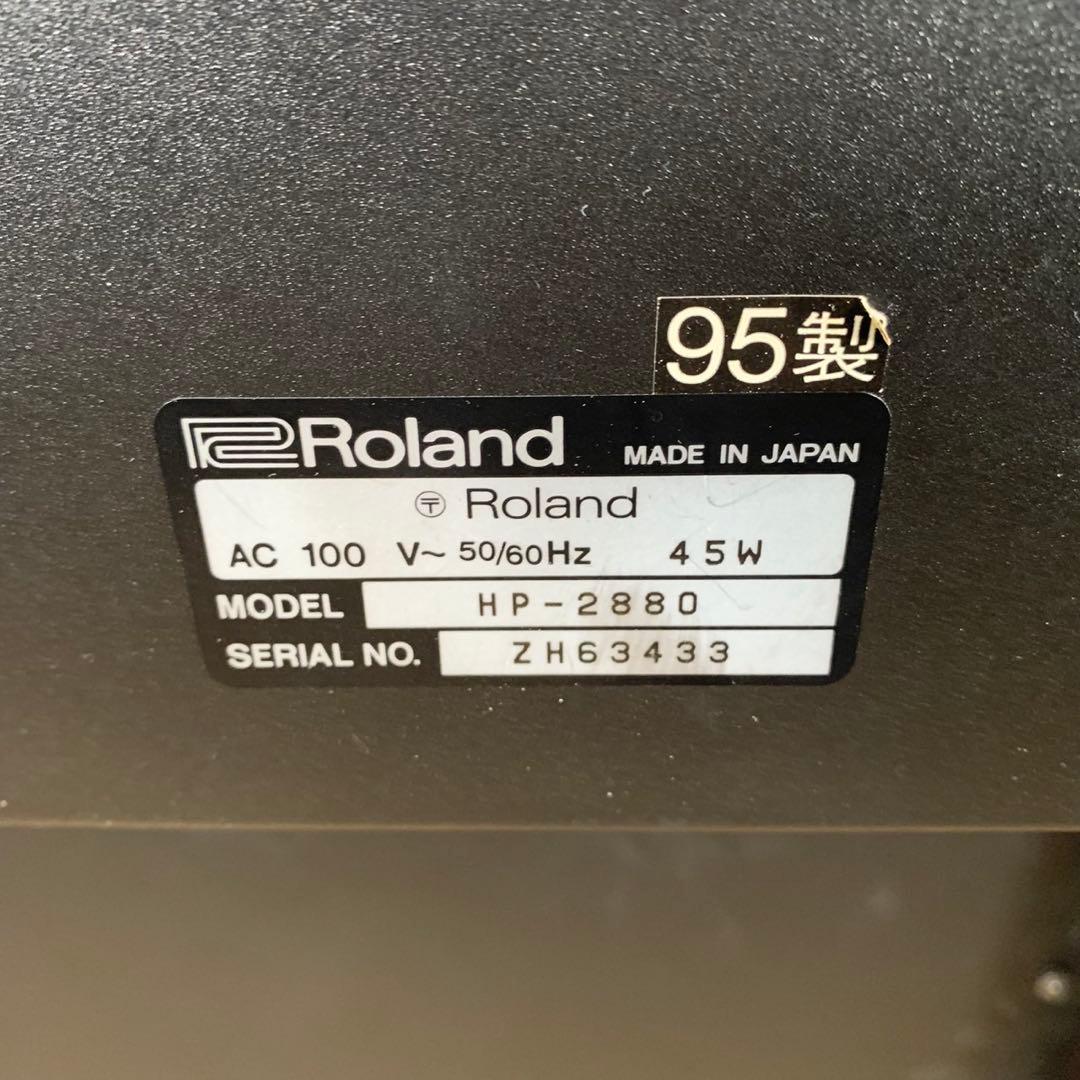 95製
Roland MADE IN JAPAN
〶 Roland
AC 100 V~ 50/60Hz 45W
MODEL HP-2880
SERIAL NO. ZH63433